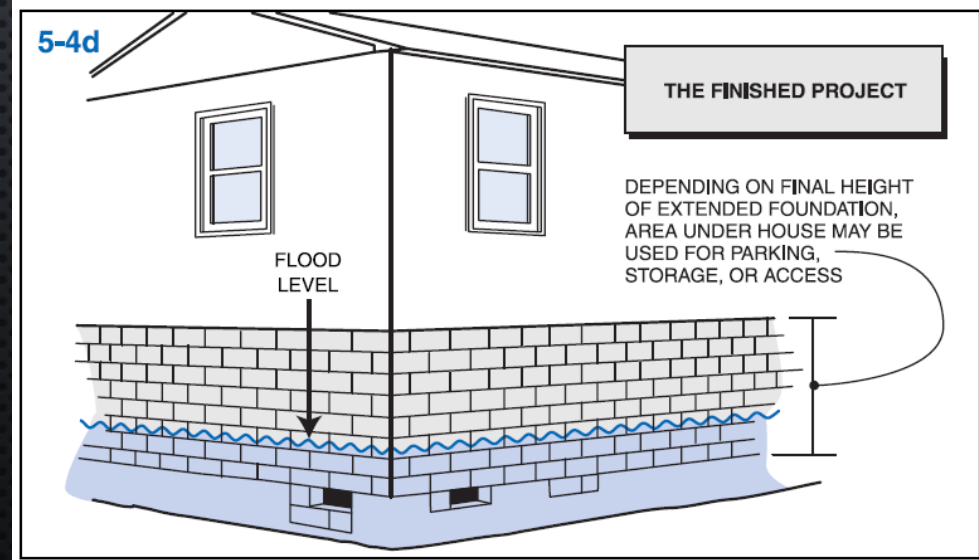 5-4d
THE FINISHED PROJECT
DEPENDING ON FINAL HEIGHT
OF EXTENDED FOUNDATION,
AREA UNDER HOUSE MAY BE
USED FOR PARKING,
STORAGE, OR ACCESS
FLOOD
LEVEL